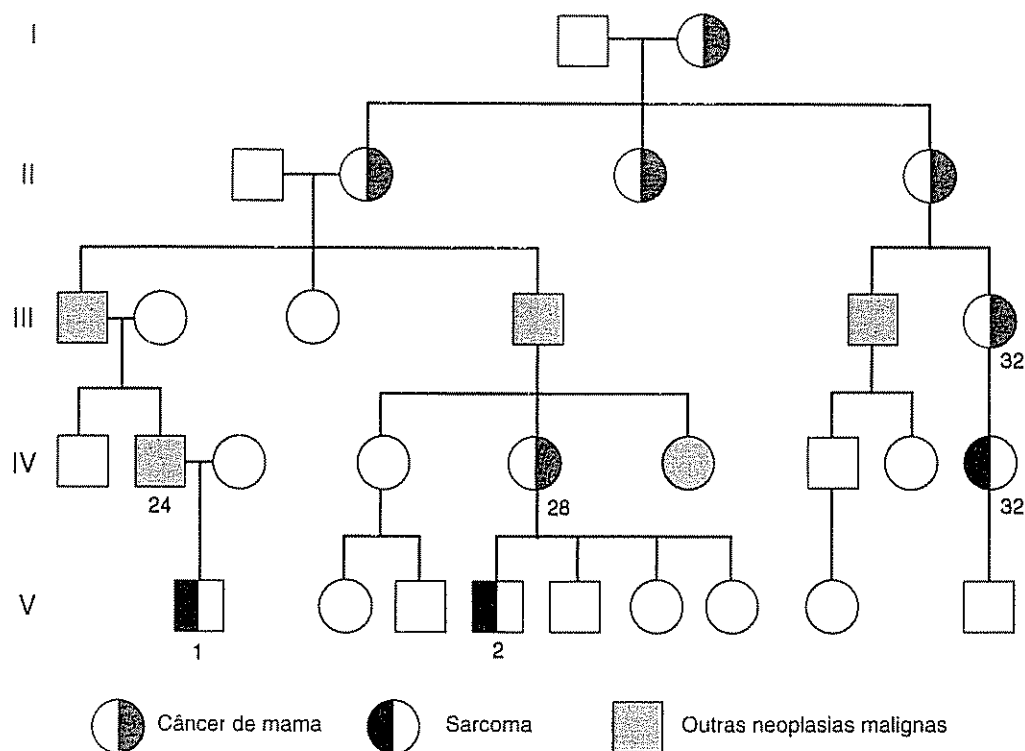 I
II
III
32
IV
24
28
32
V
1
2
Câncer de mama
Sarcoma
Outras neoplasias malignas